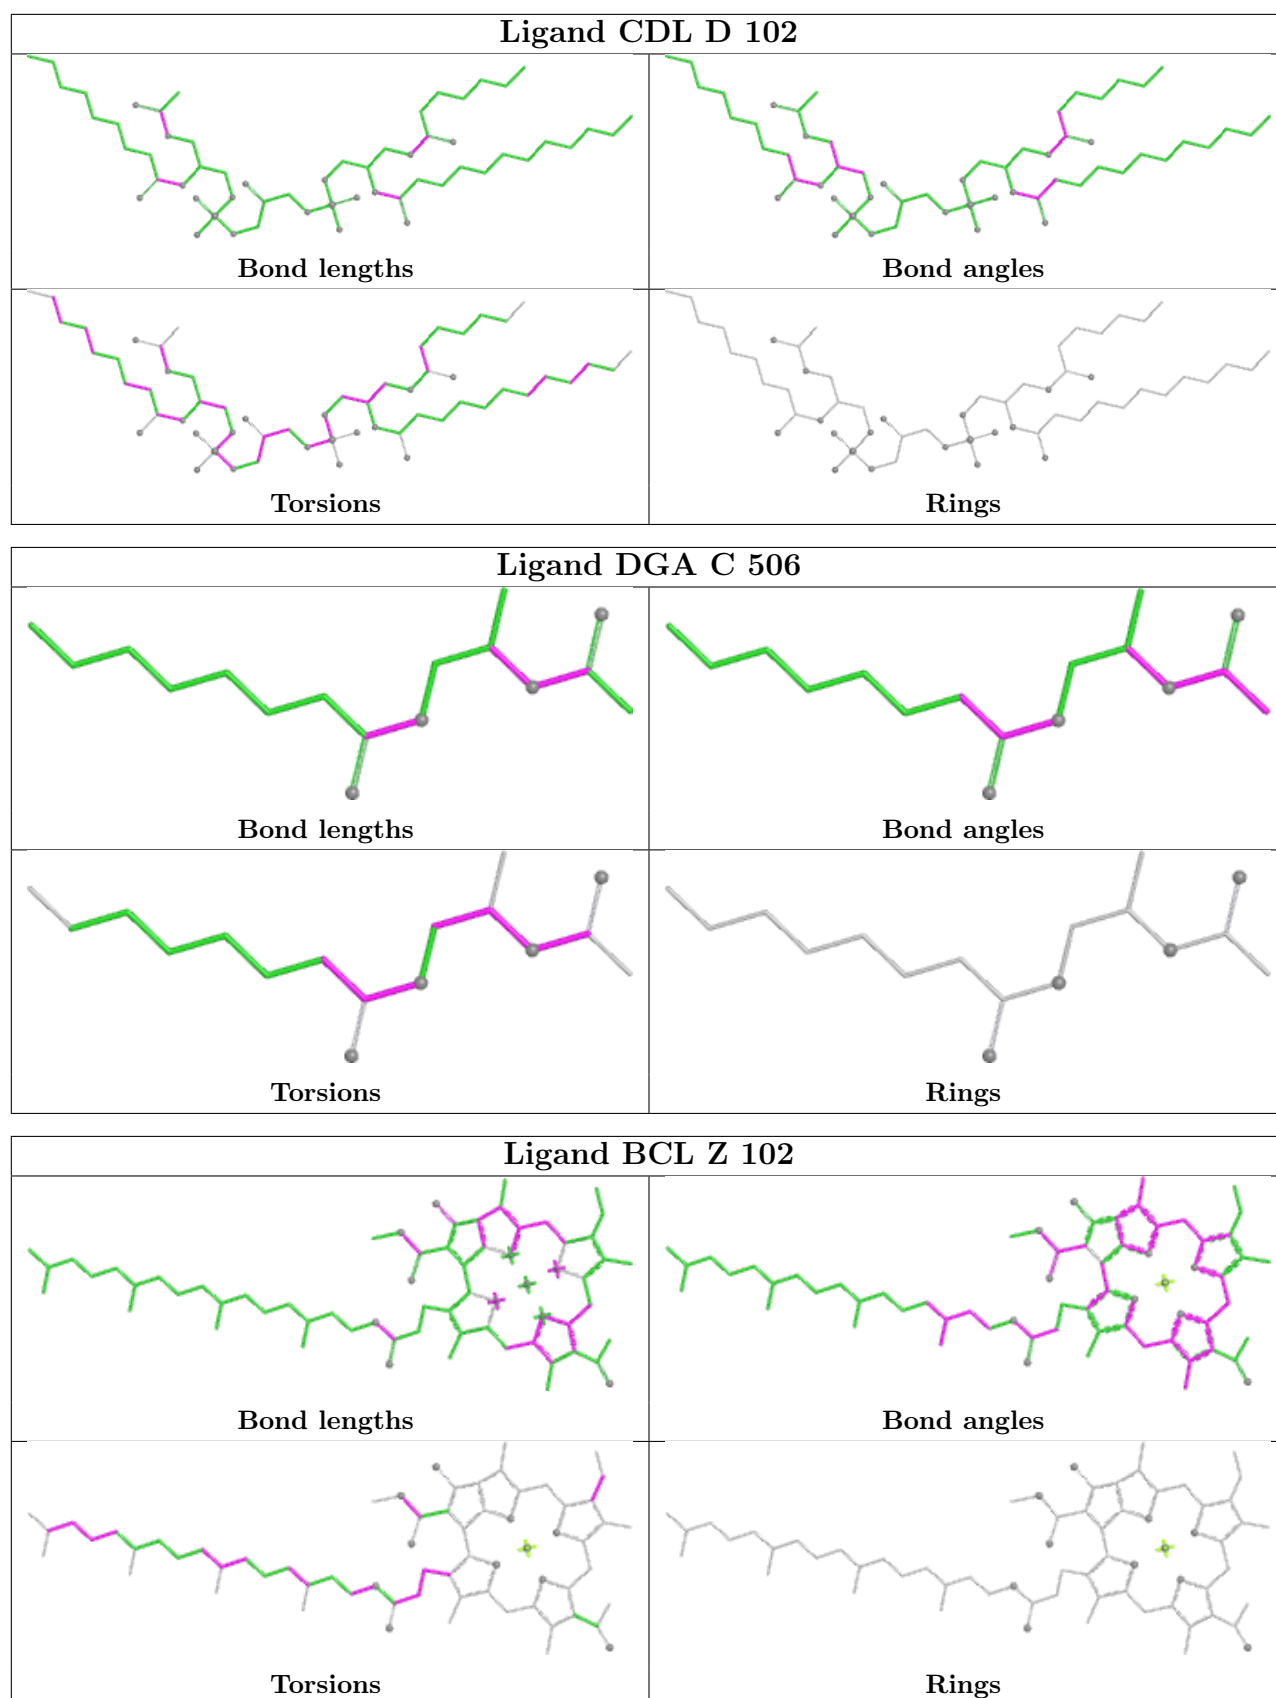 Ligand CDL D 102
Bond lengths
Bond angles
Torsions
Rings
Ligand DGA C 506
Bond lengths
Bond angles
Torsions
Rings
Ligand BCL Z 102
Bond lengths
Bond angles
Torsions
Rings